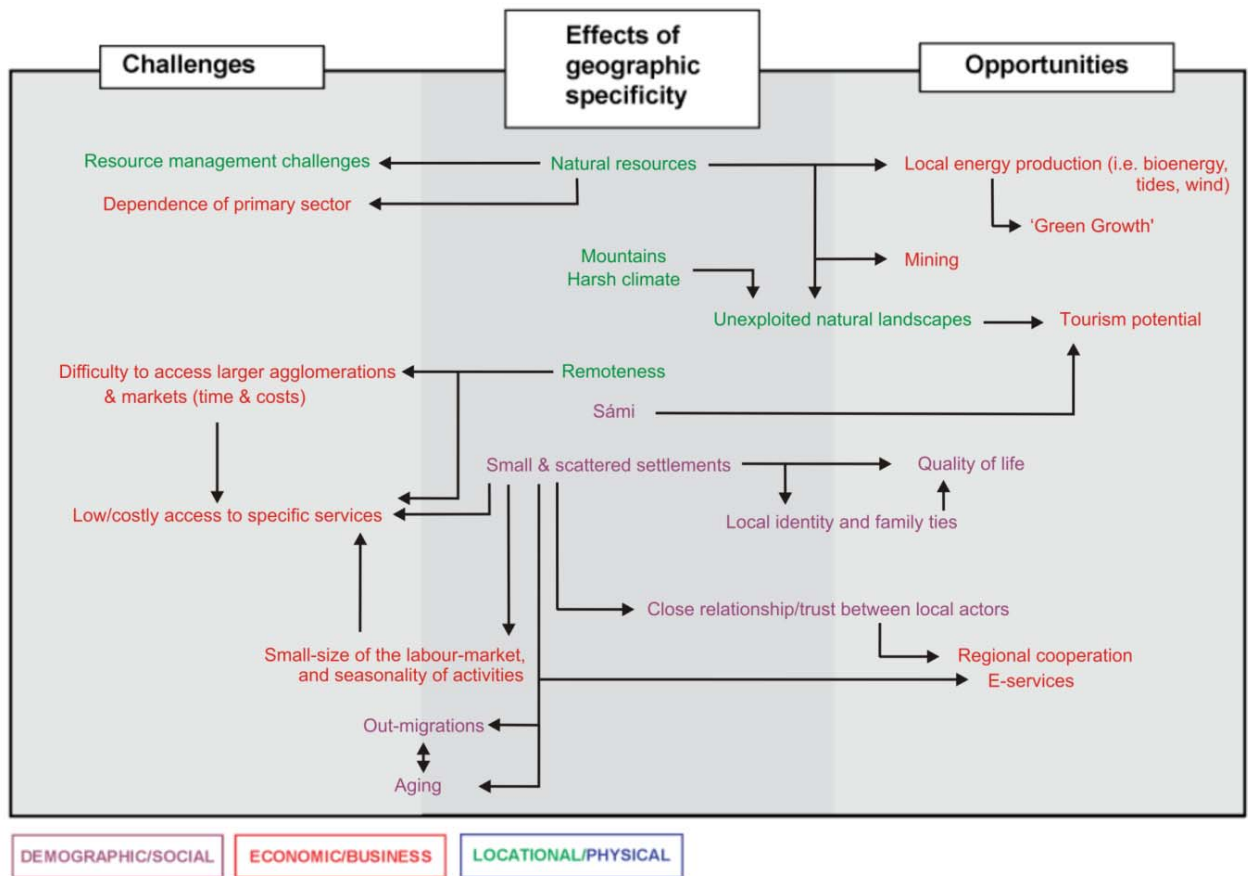 Challenges
Effects of
geographic
specificity
Opportunities
Resource management challenges
Natural resources
Local energy production (i.e. bioenergy,
tides, wind)
Dependence of primary sector
‘Green Growth'
Mountains
Harsh climate
Mining
Unexploited natural landscapes
Tourism potential
Difficulty to access larger agglomerations
& markets (time & costs)
Remoteness
Sámi
Small & scattered settlements
Quality of life
Low/costly access to specific services
Local identity and family ties
Close relationship/trust between local actors
Small-size of the labour-market,
and seasonality of activities
Regional cooperation
E-services
Out-migrations
Aging
DEMOGRAPHIC/SOCIAL
ECONOMIC/BUSINESS
LOCATIONAL/PHYSICAL